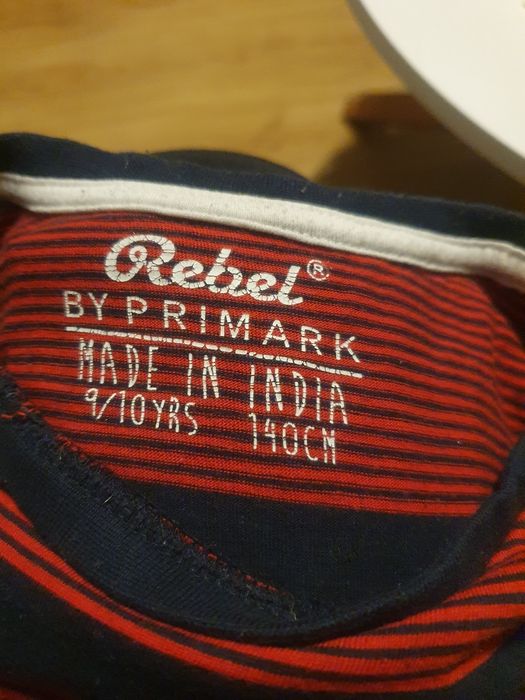 Rebel®
BY PRIMARK
MADE IN INDIA
9/10YRS 140CM